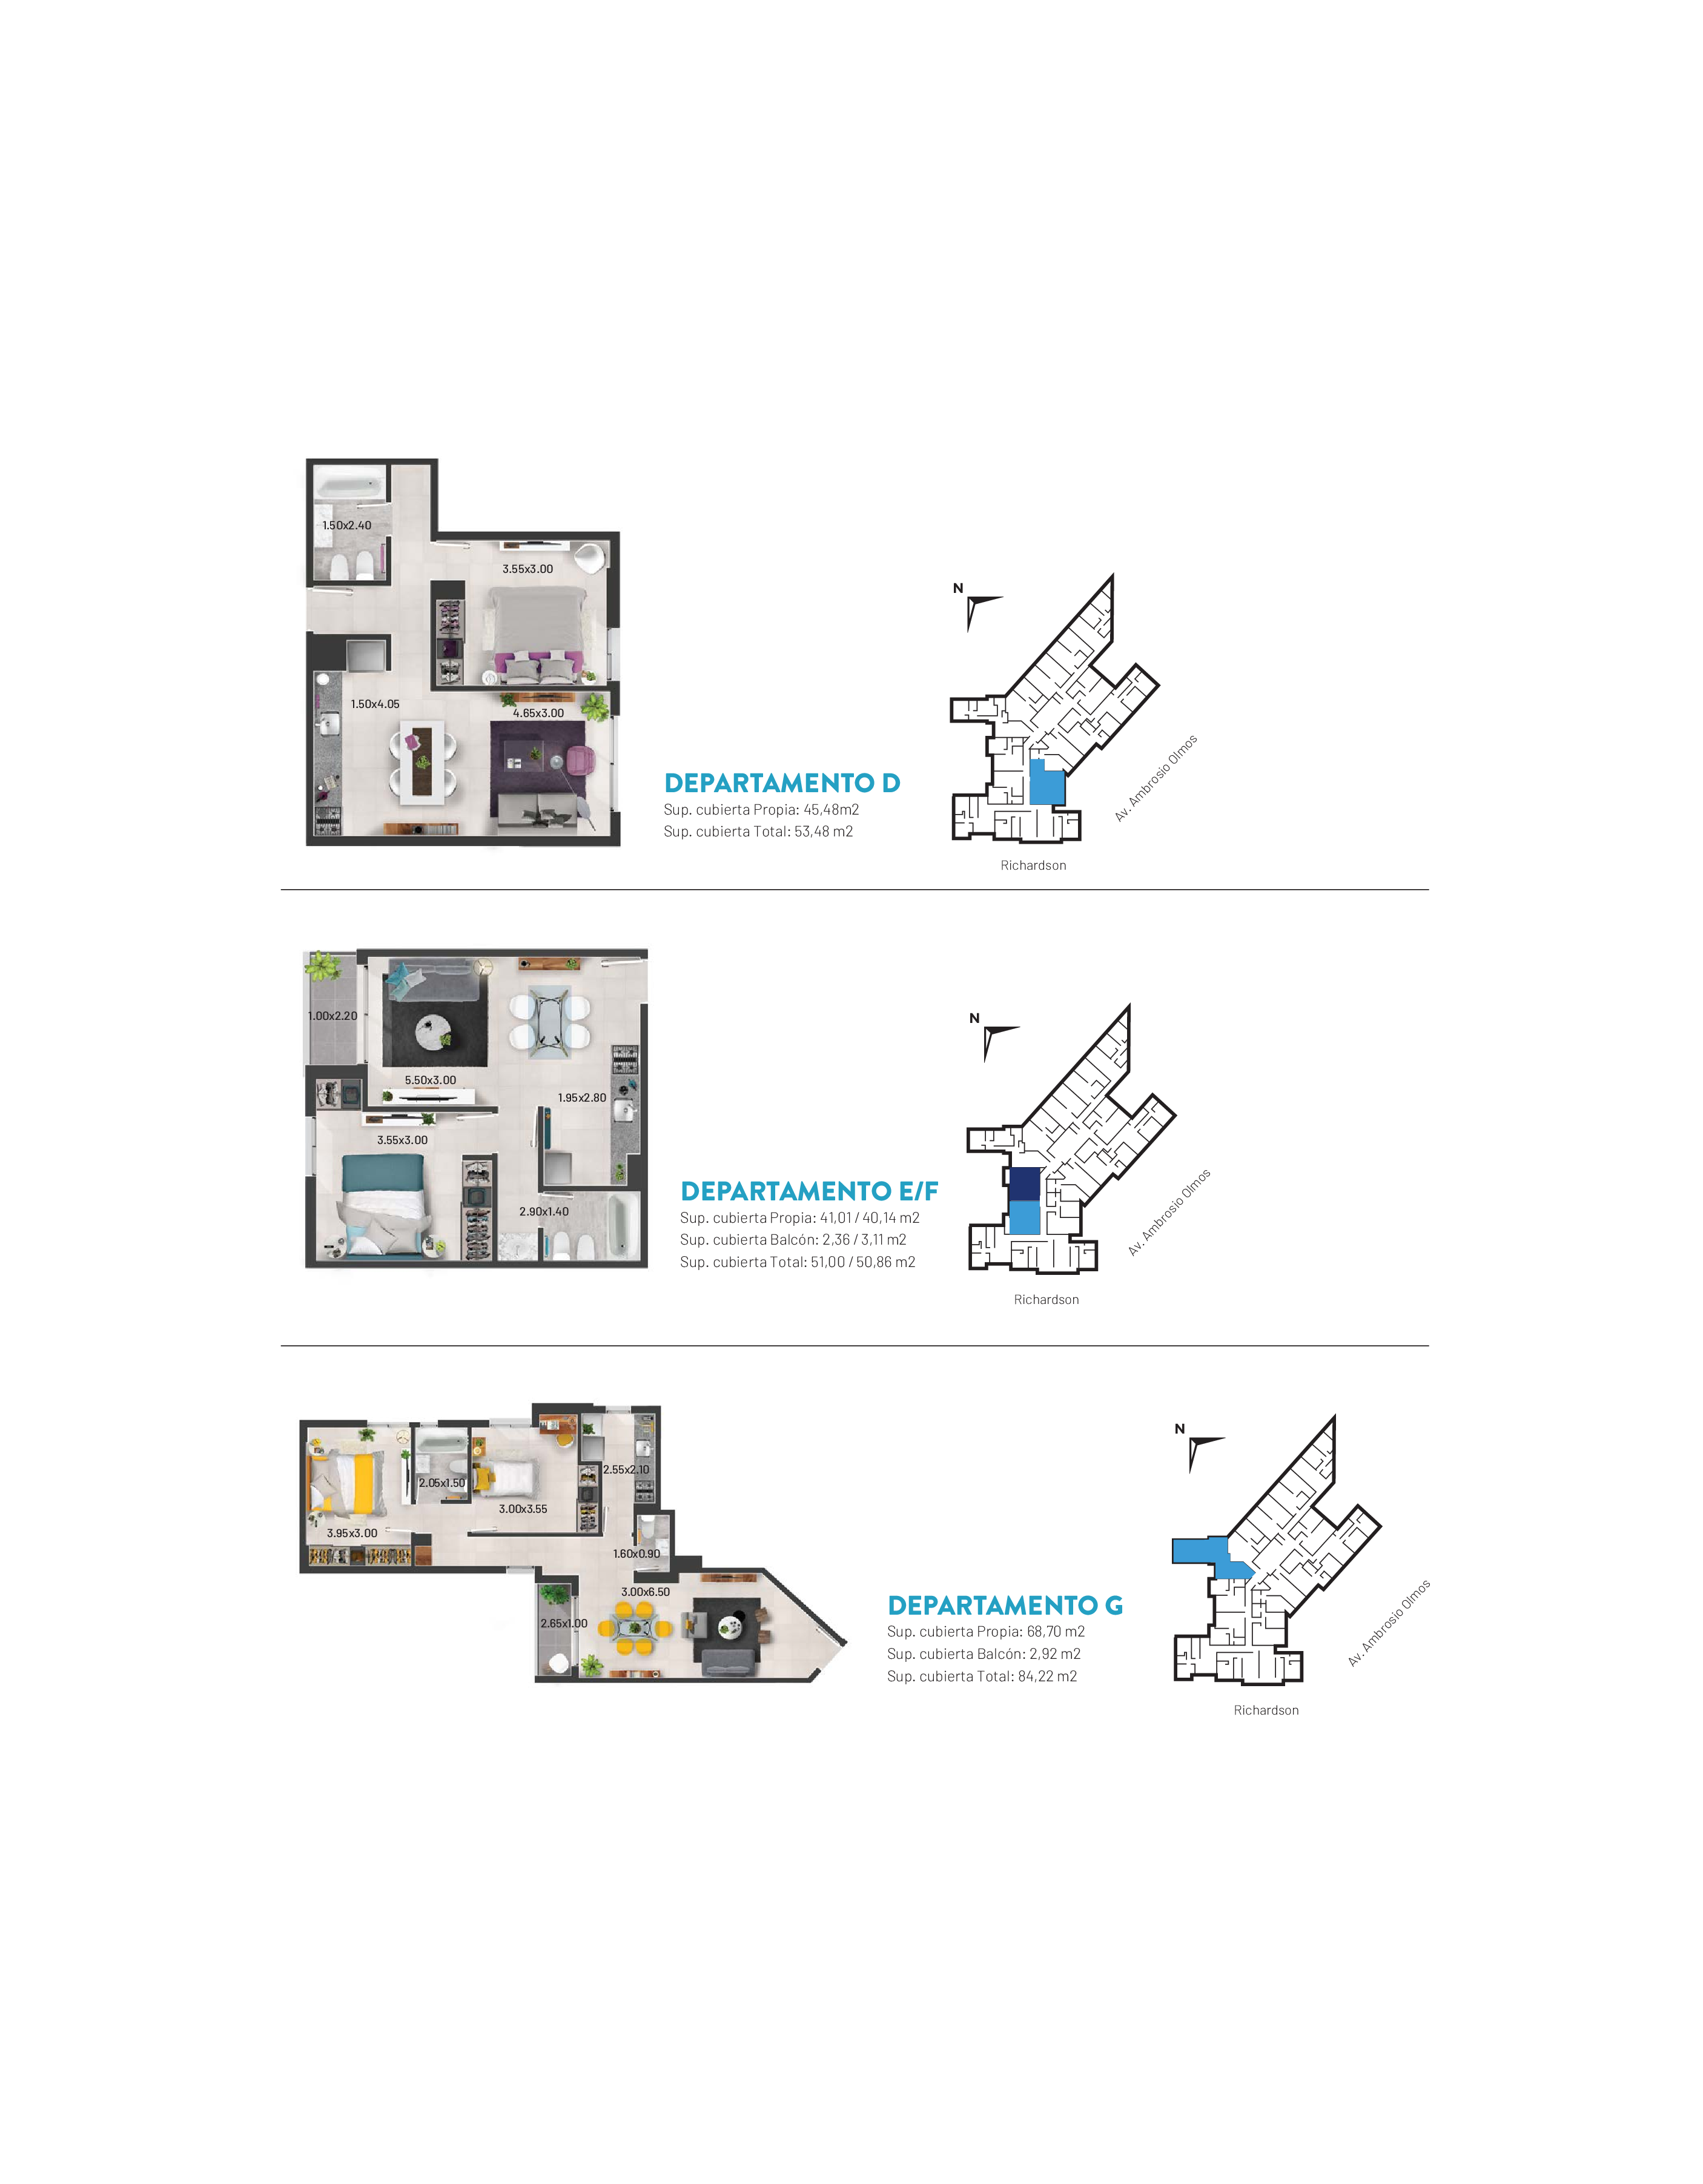 1.50x2.40
3.55x3.00
1.50x4.05
4.65x3.00
DEPARTAMENTO D
Sup. cubierta Propia: 45,48m2
Sup. cubierta Total: 53,48 m2
N
Av. Ambrosio Olmos
Richardson
1.00x2.20
5.50x3.00
1.95x2.80
3.55x3.00
2.90x1.40
DEPARTAMENTO E/F
Sup. cubierta Propia: 41,01 / 40,14 m2
Sup. cubierta Balcón: 2,36 / 3,11 m2
Sup. cubierta Total: 51,00 / 50,86 m2
N
Av. Ambrosio Olmos
Richardson
2.05x1.50
2.55x2.10
3.00x3.55
3.95x3.00
1.60x0.90
3.00x6.50
2.65x1.00
DEPARTAMENTO G
Sup. cubierta Propia: 68,70 m2
Sup. cubierta Balcón: 2,92 m2
Sup. cubierta Total: 84,22 m2
N
Av. Ambrosio Olmos
Richardson